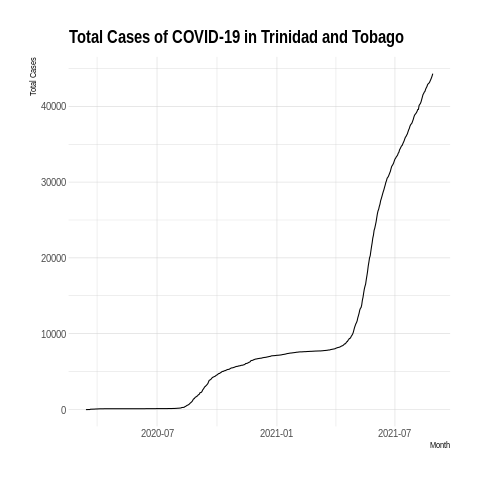 Total Cases of COVID-19 in Trinidad and Tobago
Total Cases
40000
30000
20000
10000
0
2020-07 2021-01 2021-07
Month